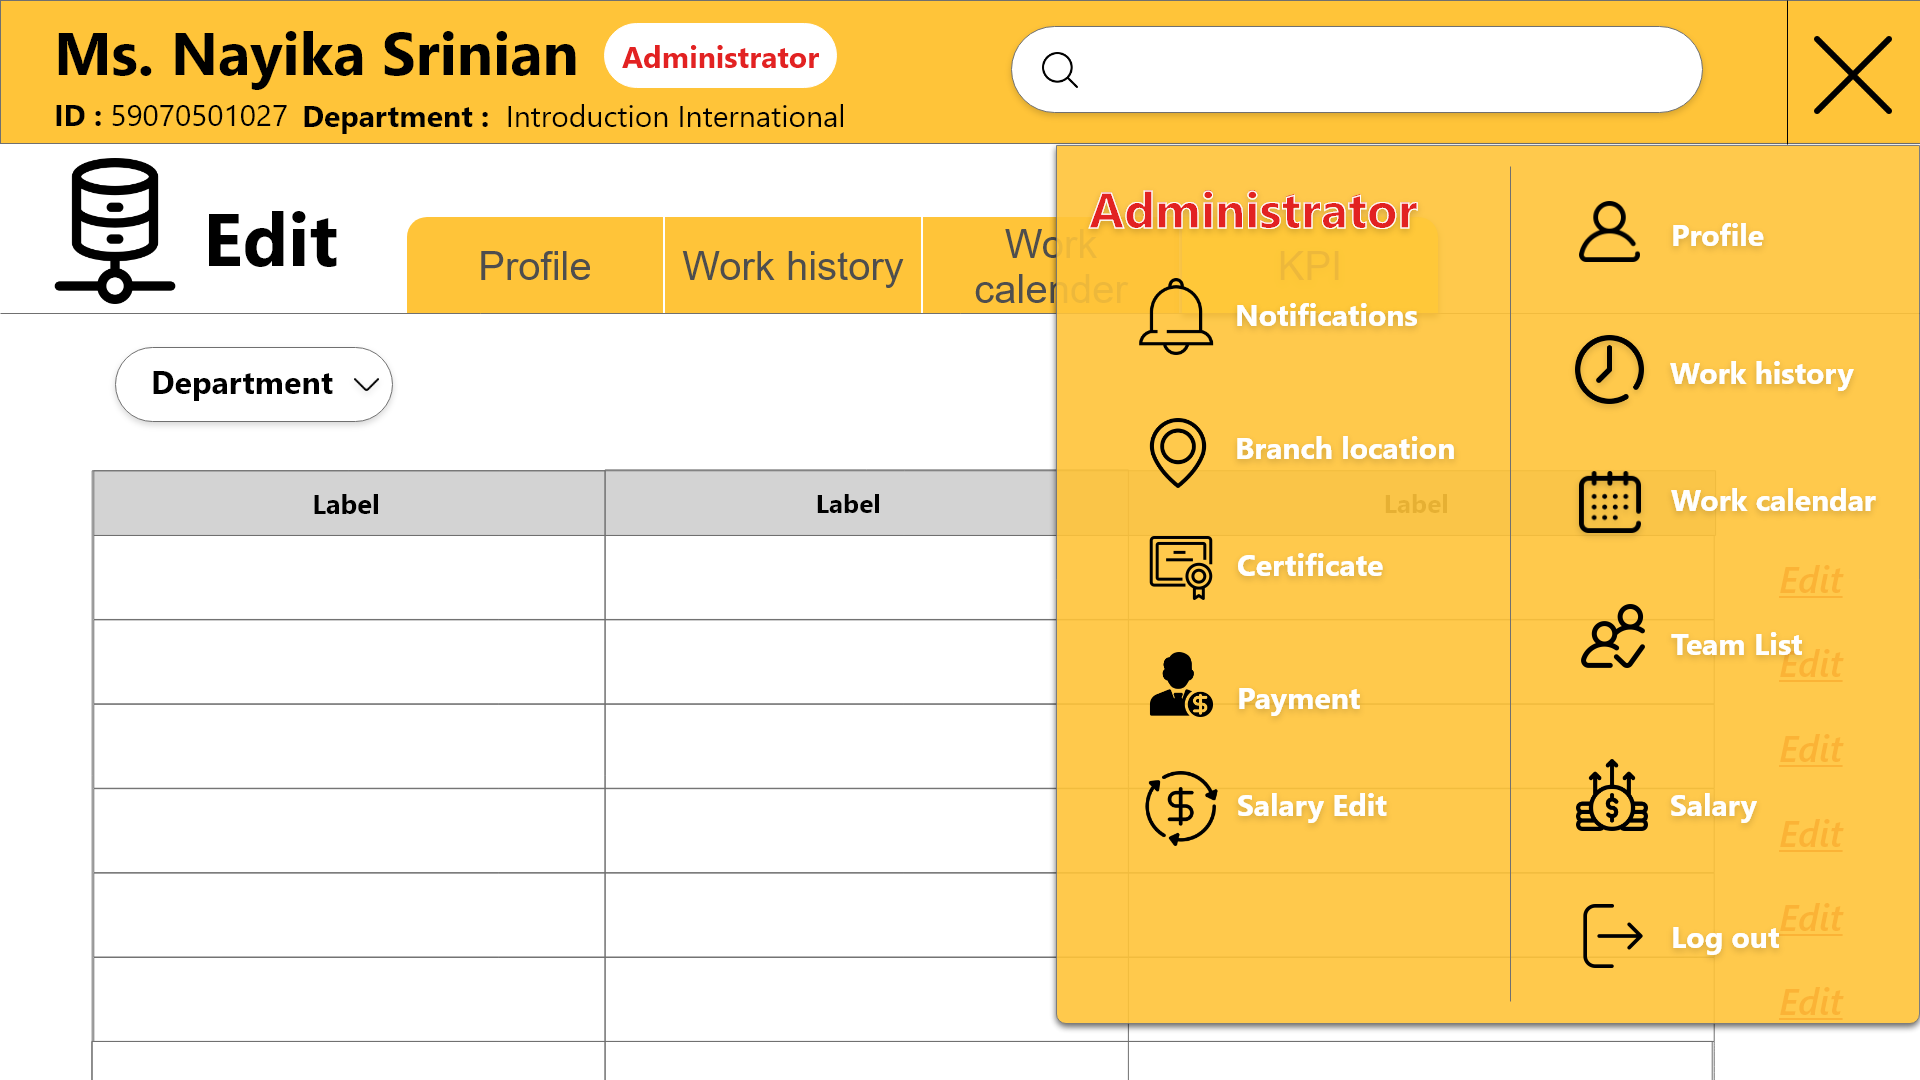 Ms. Nayika Srinian
Administrator
ID : 59070501027 Department : Introduction International
Edit
Profile
Work history
Work
calender
KPI
Department
Label
Label
Label
Edit
Edit
Edit
Edit
Edit
Edit
Administrator
Notifications
Branch location
Certificate
Payment
Salary Edit
Profile
Work history
Work calendar
Team List
Salary
Log out